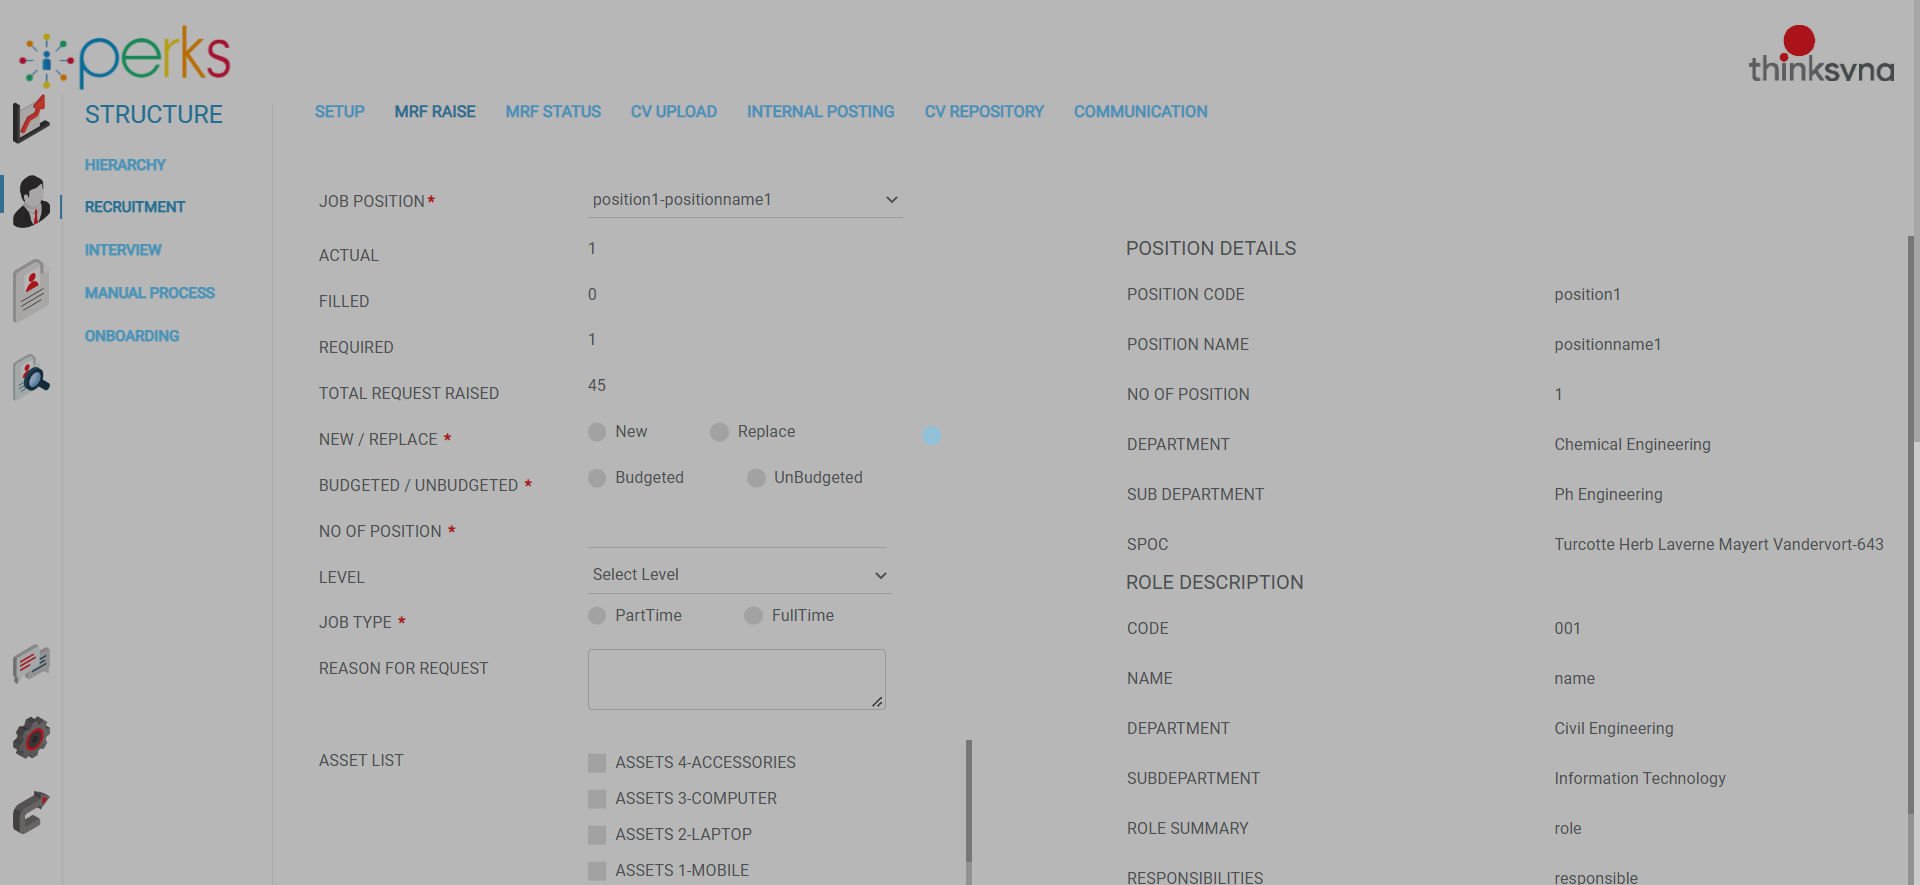 perks
thinksvna
STRUCTURE
HIERARCHY
RECRUITMENT
INTERVIEW
MANUAL PROCESS
ONBOARDING
SETUP MRF RAISE MRF STATUS CV UPLOAD INTERNAL POSTING CV REPOSITORY COMMUNICATION
JOB POSITION* position1-positionname1
ACTUAL 1
FILLED 0
REQUIRED 1
TOTAL REQUEST RAISED 45
NEW / REPLACE * New Replace
BUDGETED / UNBUDGETED * Budgeted UnBudgeted
NO OF POSITION *
LEVEL Select Level
JOB TYPE * PartTime FullTime
REASON FOR REQUEST
ASSET LIST ASSETS 4-ACCESSORIES
ASSETS 3-COMPUTER
ASSETS 2-LAPTOP
ASSETS 1-MOBILE
POSITION DETAILS
POSITION CODE position1
POSITION NAME positionname1
NO OF POSITION 1
DEPARTMENT Chemical Engineering
SUB DEPARTMENT Ph Engineering
SPOC Turcotte Herb Laverne Mayert Vandervort-643
ROLE DESCRIPTION
CODE 001
NAME name
DEPARTMENT Civil Engineering
SUBDEPARTMENT Information Technology
ROLE SUMMARY role
RESPONSIBILITIES responsible